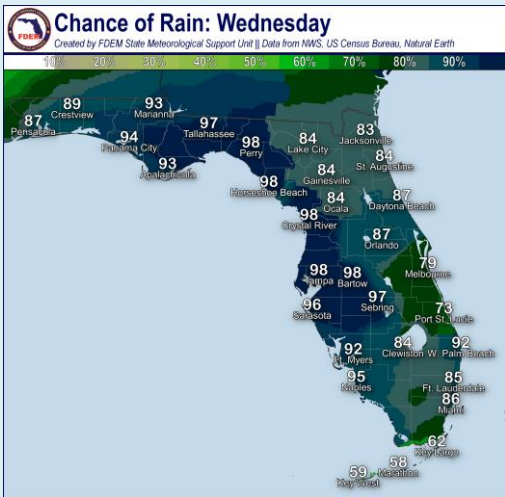 Chance of Rain: Wednesday
FDEM
Created by FDEM State Meteorological Support Unit || Data from NWS, US Census Bureau, Natural Earth
10% 20% 30% 40% 50% 60% 70% 80% 90%
89
Crestview
93
Marianna
87
Pensacola
94
Panama City
97
Tallahassee
98
Perry
84
Lake City
83
Jacksonville
93
Apalachicola
84
Gainesville
84
St. Augustine
98
Horseshoe Beach
84
Ocala
87
Daytona Beach
98
Crystal River
87
Orlando
79
Melbourne
98
Tampa
98
Bartow
96
Sarasota
97
Sebring
73
Port St. Lucie
92
Ft. Myers
84
Clewiston
92
W. Palm Beach
95
Naples
85
Ft. Lauderdale
86
Miami
62
Key Largo
58
Marathon
59
Key West